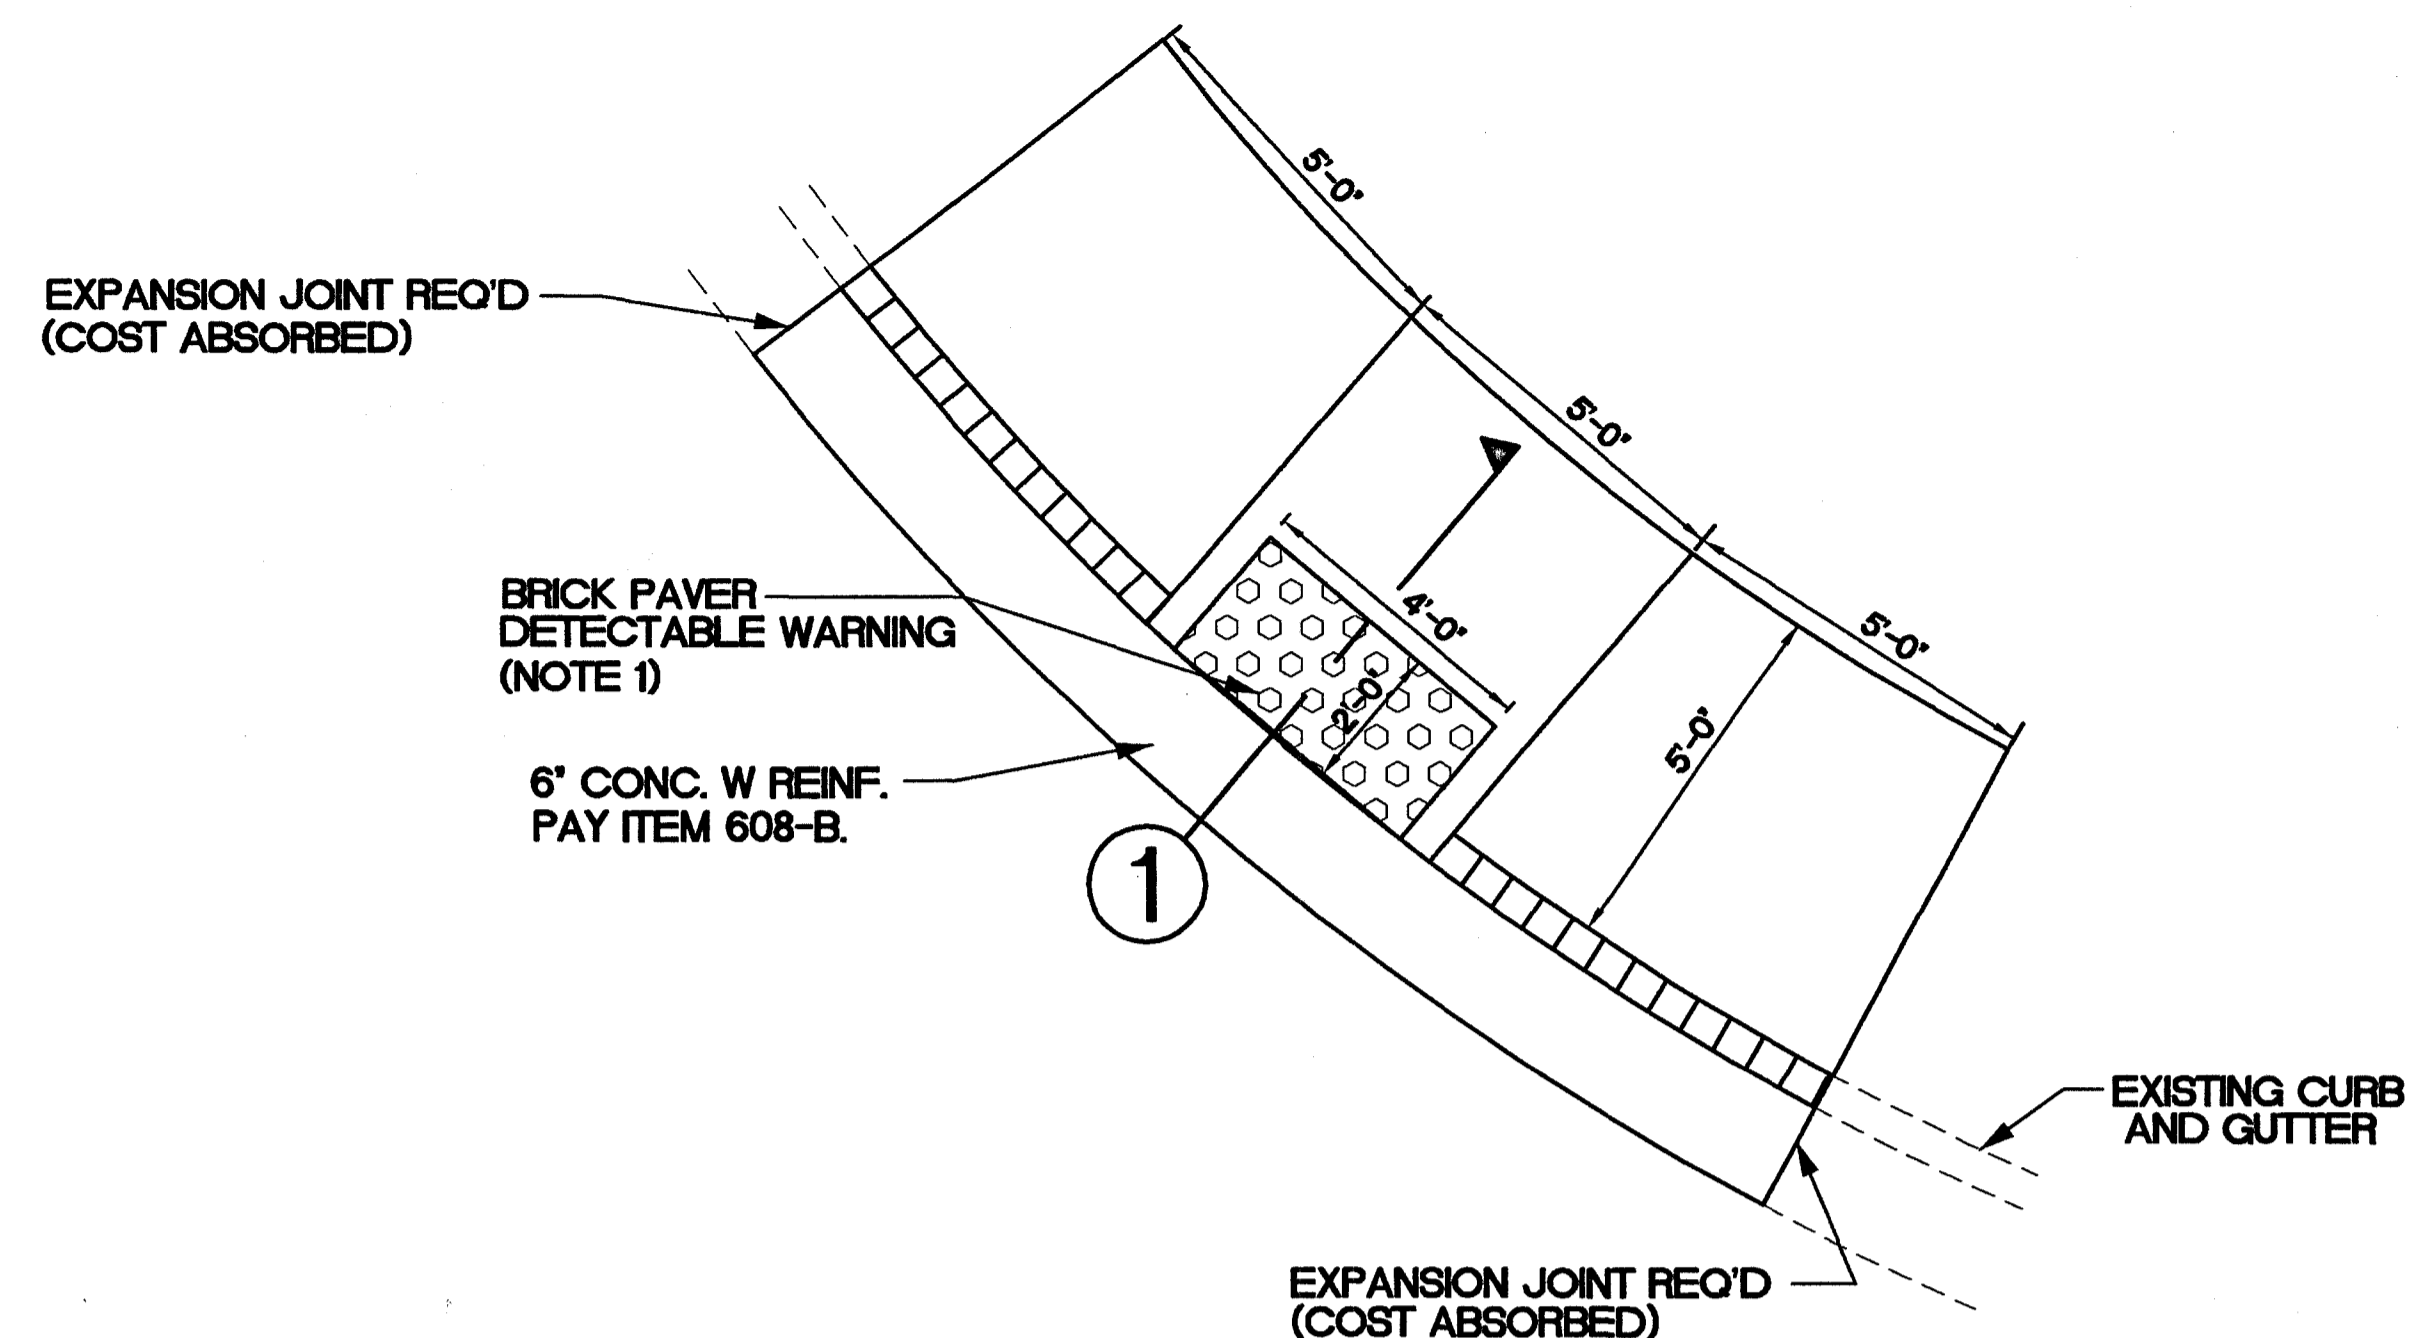 5'-0"
EXPANSION JOINT REQ'D
(COST ABSORBED)
5'-0"
BRICK PAVER
DETECTABLE WARNING
(NOTE 1)
4'-0"
2'-0"
5'-0"
5'-0"
6" CONC. W REINF.
PAY ITEM 608-B.
1
EXISTING CURB
AND GUTTER
EXPANSION JOINT REQ'D
(COST ABSORBED)